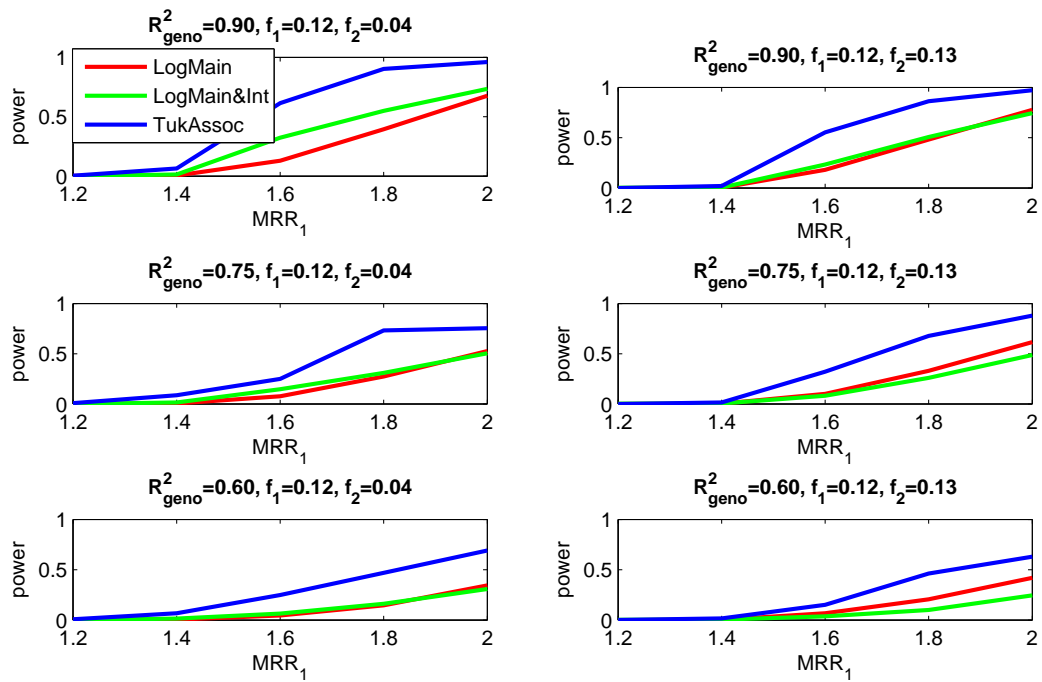 R²geno=0.90, f₁=0.12, f₂=0.04
power
1
0.5
0
LogMain
LogMain&Int
TukAssoc
1.2 1.4 1.6 1.8 2
MRR₁
R²geno=0.90, f₁=0.12, f₂=0.13
power
1
0.5
0
1.2 1.4 1.6 1.8 2
MRR₁
R²geno=0.75, f₁=0.12, f₂=0.04
power
1
0.5
0
1.2 1.4 1.6 1.8 2
MRR₁
R²geno=0.75, f₁=0.12, f₂=0.13
power
1
0.5
0
1.2 1.4 1.6 1.8 2
MRR₁
R²geno=0.60, f₁=0.12, f₂=0.04
power
1
0.5
0
1.2 1.4 1.6 1.8 2
MRR₁
R²geno=0.60, f₁=0.12, f₂=0.13
power
1
0.5
0
1.2 1.4 1.6 1.8 2
MRR₁